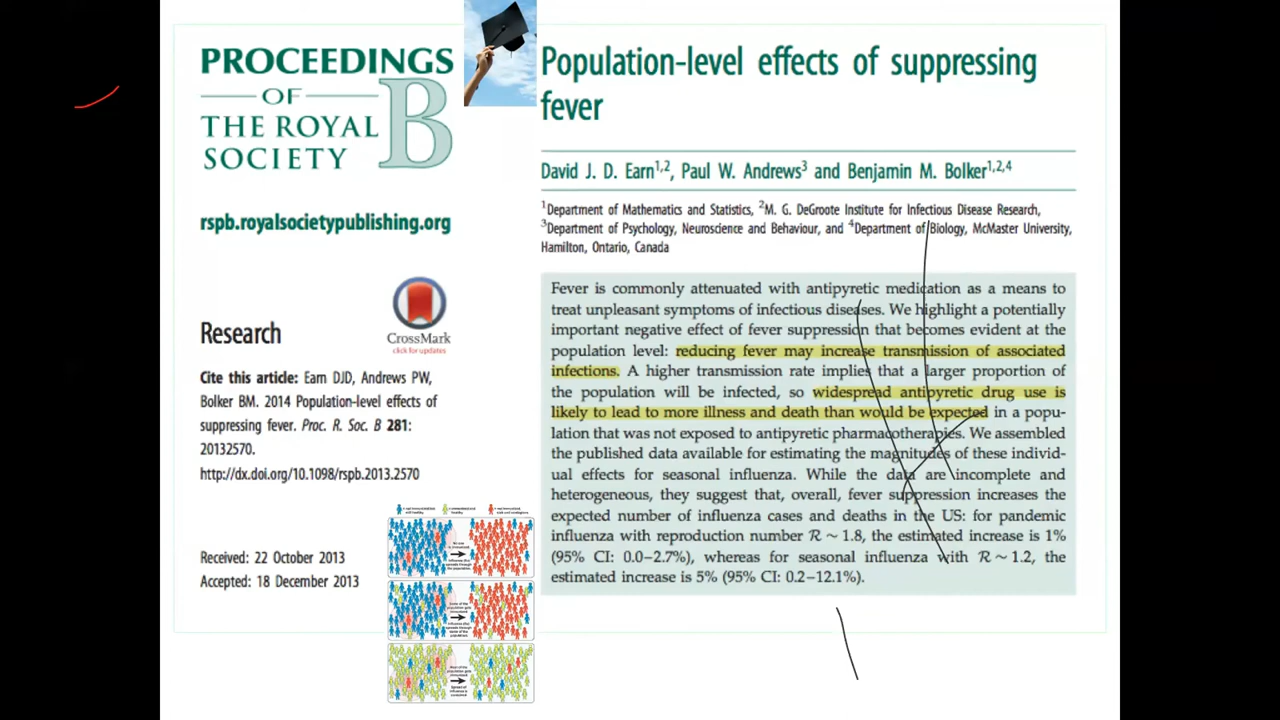 PROCEEDINGS
OF
THE ROYAL
SOCIETY
B
rspb.royalsocietypublishing.org
Research
CrossMark
click for updates
Cite this article: Earn DJD, Andrews PW,
Bolker BM. 2014 Population-level effects of
suppressing fever. Proc. R. Soc. B 281:
20132570.
http://dx.doi.org/10.1098/rspb.2013.2570
Received: 22 October 2013
Accepted: 18 December 2013
Population-level effects of suppressing
fever
David J. D. Earn1,2, Paul W. Andrews3 and Benjamin M. Bolker1,2,4
1Department of Mathematics and Statistics, 2M. G. DeGroote Institute for Infectious Disease Research,
3Department of Psychology, Neuroscience and Behaviour, and 4Department of Biology, McMaster University,
Hamilton, Ontario, Canada
Fever is commonly attenuated with antipyretic medication as a means to
treat unpleasant symptoms of infectious diseases. We highlight a potentially
important negative effect of fever suppression that becomes evident at the
population level: reducing fever may increase transmission of associated
infections. A higher transmission rate implies that a larger proportion of
the population will be infected, so widespread antipyretic drug use is
likely to lead to more illness and death than would be expected in a popu-
lation that was not exposed to antipyretic pharmacotherapies. We assembled
the published data available for estimating the magnitudes of these individ-
ual effects for seasonal influenza. While the data are incomplete and
heterogeneous, they suggest that, overall, fever suppression increases the
expected number of influenza cases and deaths in the US: for pandemic
influenza with reproduction number R ~ 1.8, the estimated increase is 1%
(95% CI: 0.0–2.7%), whereas for seasonal influenza with R ~ 1.2, the
estimated increase is 5% (95% CI: 0.2–12.1%).